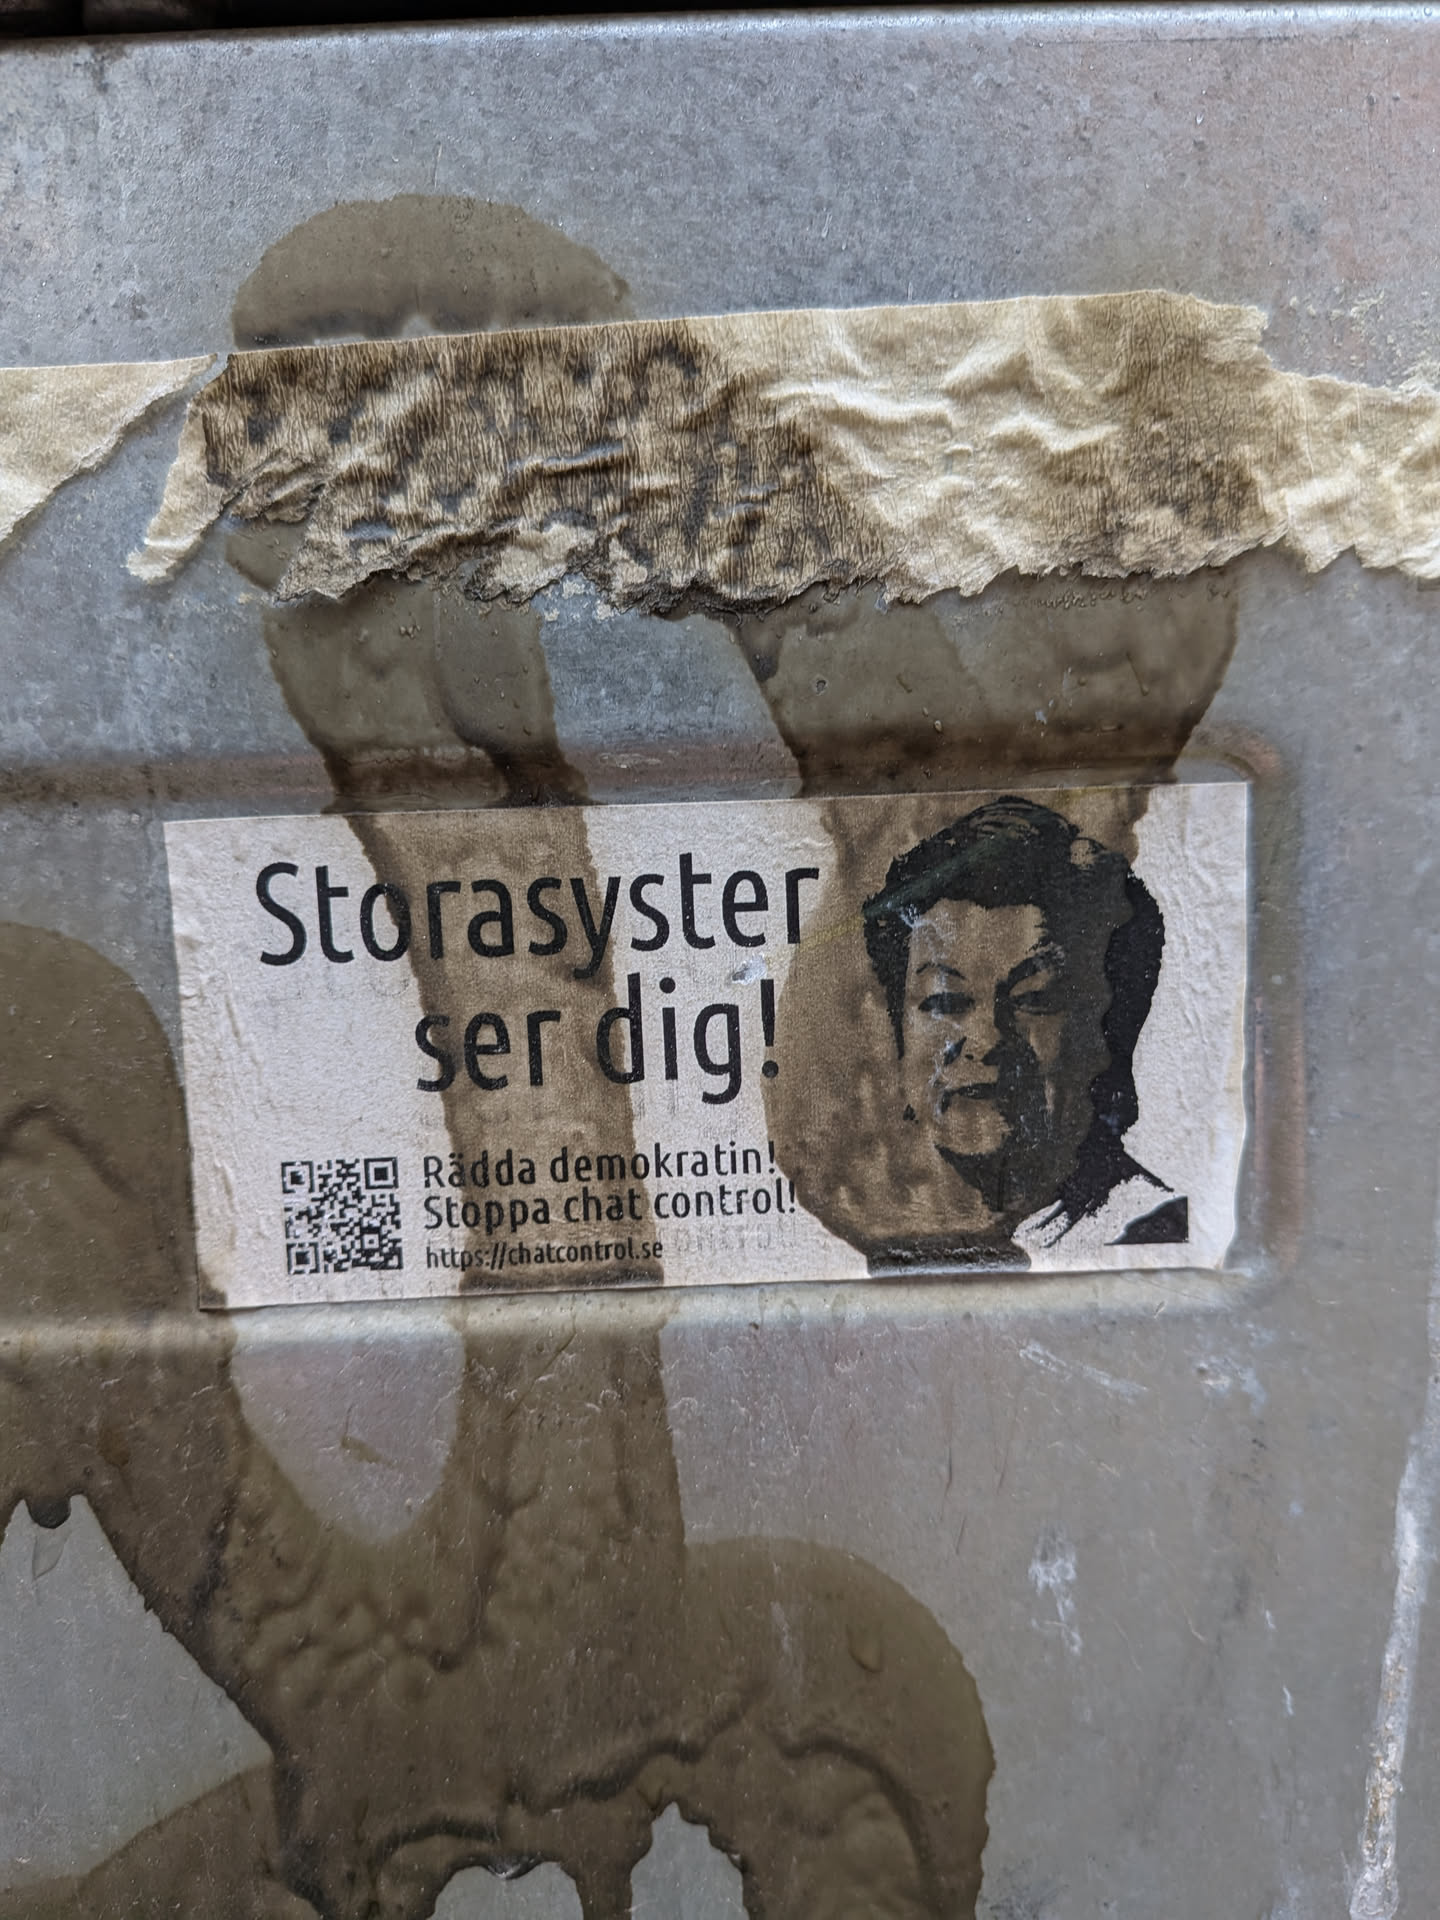 Storasyster
ser dig!
Rädda demokratin!
Stoppa chat control!
https://chatcontrol.se